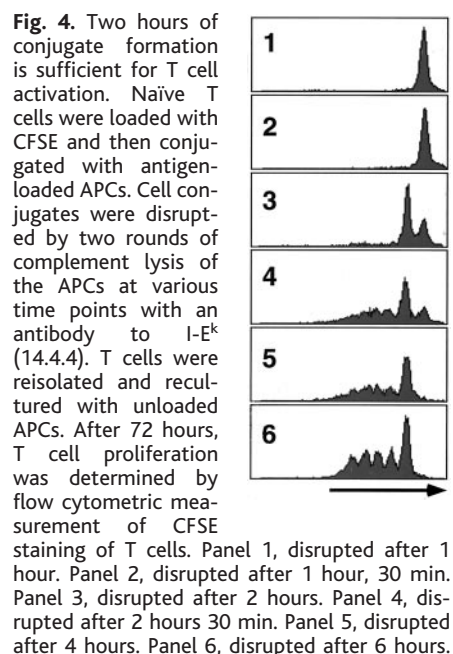 Fig. 4. Two hours of
conjugate formation
is sufficient for T cell
activation. Naïve T
cells were loaded with
CFSE and then conju-
gated with antigen-
loaded APCs. Cell con-
jugates were disrupt-
ed by two rounds of
complement lysis of
the APCs at various
time points with an
antibody to I-Eᵏ
(14.4.4). T cells were
reisolated and recul-
tured with unloaded
APCs. After 72 hours,
T cell proliferation
was determined by
flow cytometric mea-
surement of CFSE
staining of T cells. Panel 1, disrupted after 1
hour. Panel 2, disrupted after 1 hour, 30 min.
Panel 3, disrupted after 2 hours. Panel 4, dis-
rupted after 2 hours 30 min. Panel 5, disrupted
after 4 hours. Panel 6, disrupted after 6 hours.
1
2
3
4
5
6